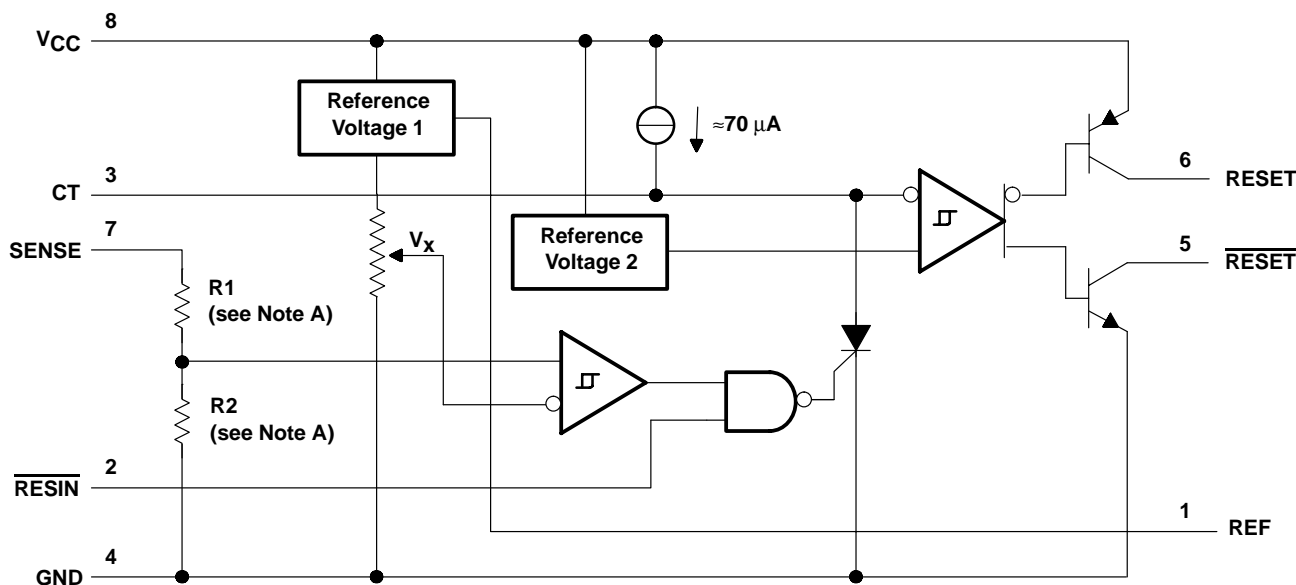 8
VCC
Reference
Voltage 1
≈70 μA
3
CT
6
RESET
7
SENSE
VX
Reference
Voltage 2
5
RESET
R1
(see Note A)
R2
(see Note A)
2
RESIN
1
REF
4
GND